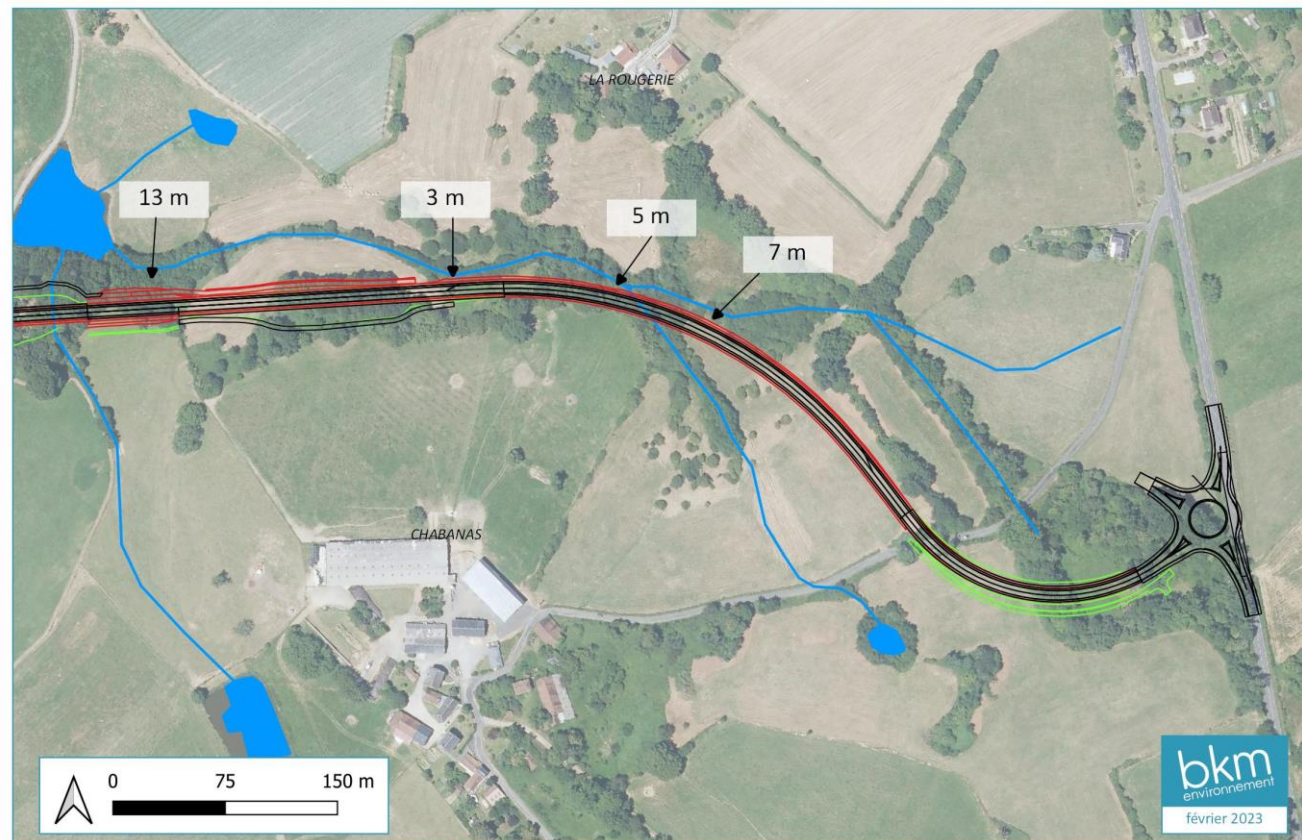 LA ROUGERIE
13 m
3 m
5 m
7 m
CHABANAS
0 75 150 m
bkm
environnement
février 2023